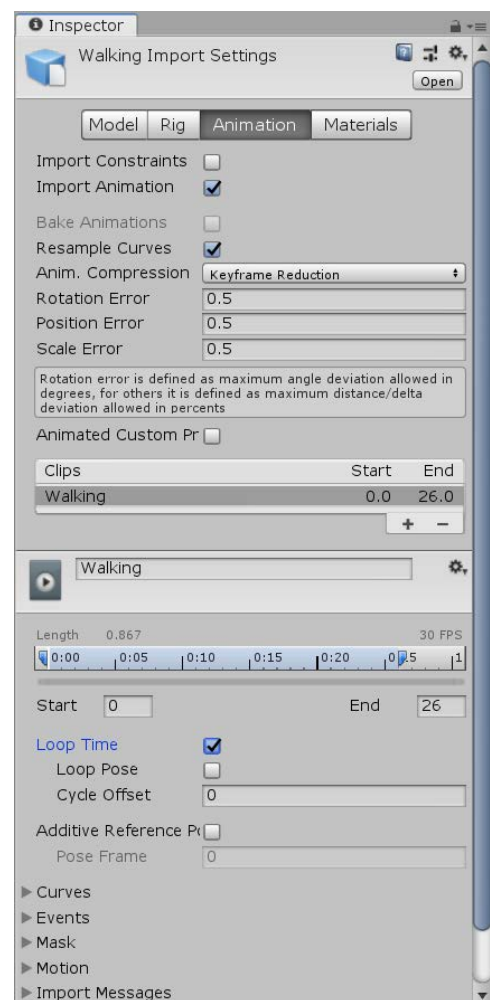 Inspector
Walking Import Settings
Open
Model Rig Animation Materials
Import Constraints
Import Animation
Bake Animations
Resample Curves
Anim. Compression Keyframe Reduction
Rotation Error 0.5
Position Error 0.5
Scale Error 0.5
Rotation error is defined as maximum angle deviation allowed in
degrees, for others it is defined as maximum distance/delta
deviation allowed in percents
Animated Custom Pr
Clips Start End
Walking 0.0 26.0
+ −
Walking
Length 0.867 30 FPS
0:00 0:05 0:10 0:15 0:20 0 5 1
Start 0 End 26
Loop Time
Loop Pose
Cycle Offset 0
Additive Reference P
Pose Frame 0
Curves
Events
Mask
Motion
Import Messages